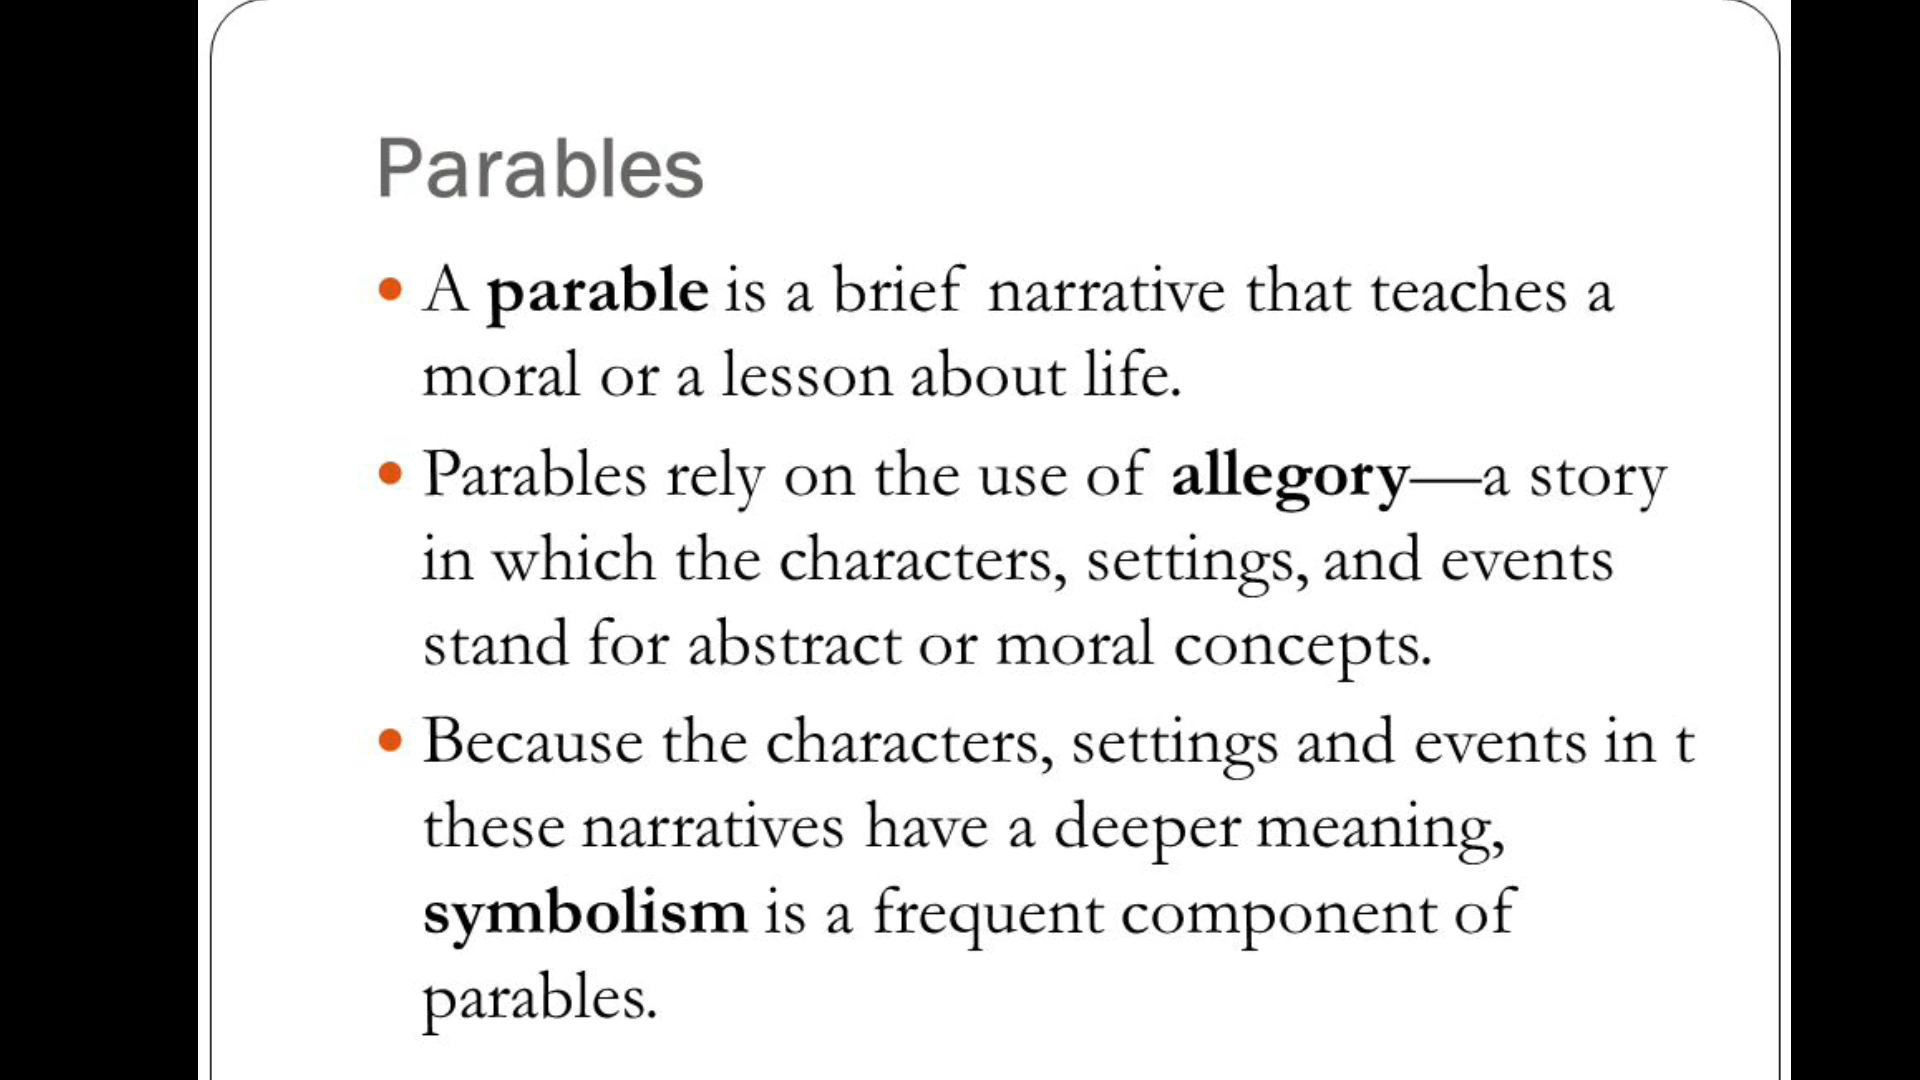 Parables
• A parable is a brief narrative that teaches a
moral or a lesson about life.
• Parables rely on the use of allegory—a story
in which the characters, settings, and events
stand for abstract or moral concepts.
• Because the characters, settings and events in t
these narratives have a deeper meaning,
symbolism is a frequent component of
parables.